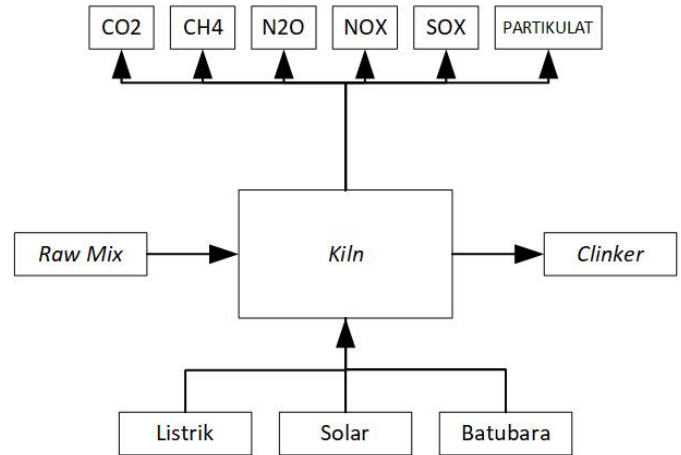 CO2
CH4
N2O
NOX
SOX
PARTIKULAT
Raw Mix
Kiln
Clinker
Listrik
Solar
Batubara